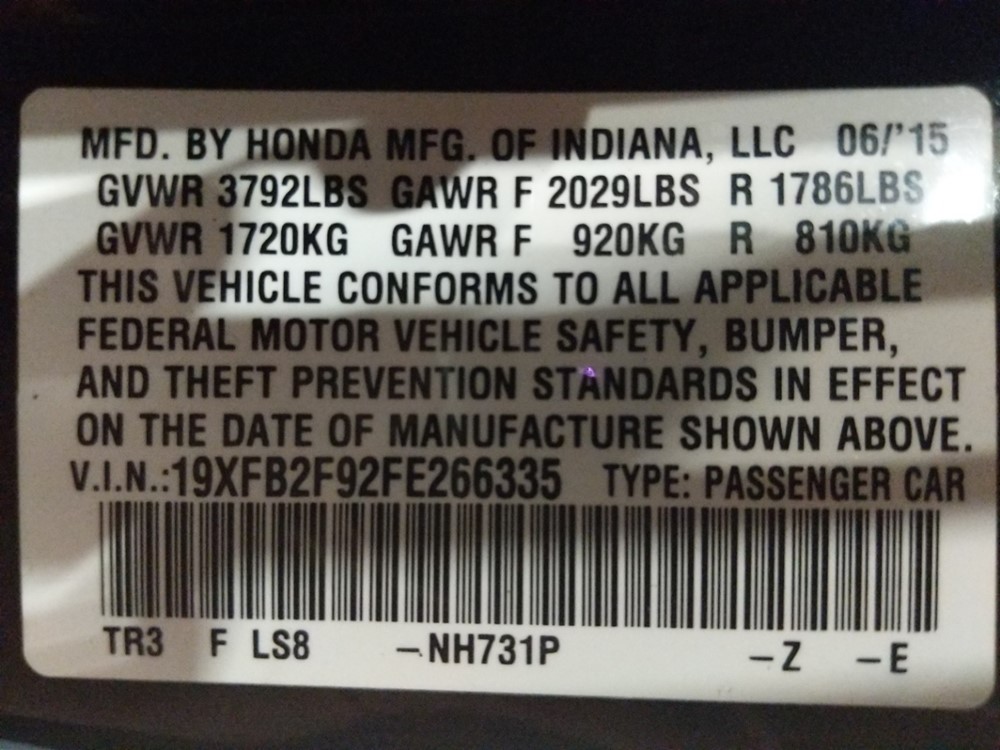 MFD. BY HONDA MFG. OF INDIANA, LLC 06/'15
GVWR 3792LBS GAWR F 2029LBS R 1786LBS
GVWR 1720KG GAWR F 920KG R 810KG
THIS VEHICLE CONFORMS TO ALL APPLICABLE
FEDERAL MOTOR VEHICLE SAFETY, BUMPER,
AND THEFT PREVENTION STANDARDS IN EFFECT
ON THE DATE OF MANUFACTURE SHOWN ABOVE.
V.I.N.:19XFB2F92FE266335 TYPE: PASSENGER CAR
TR3 F LS8 –NH731P –Z –E